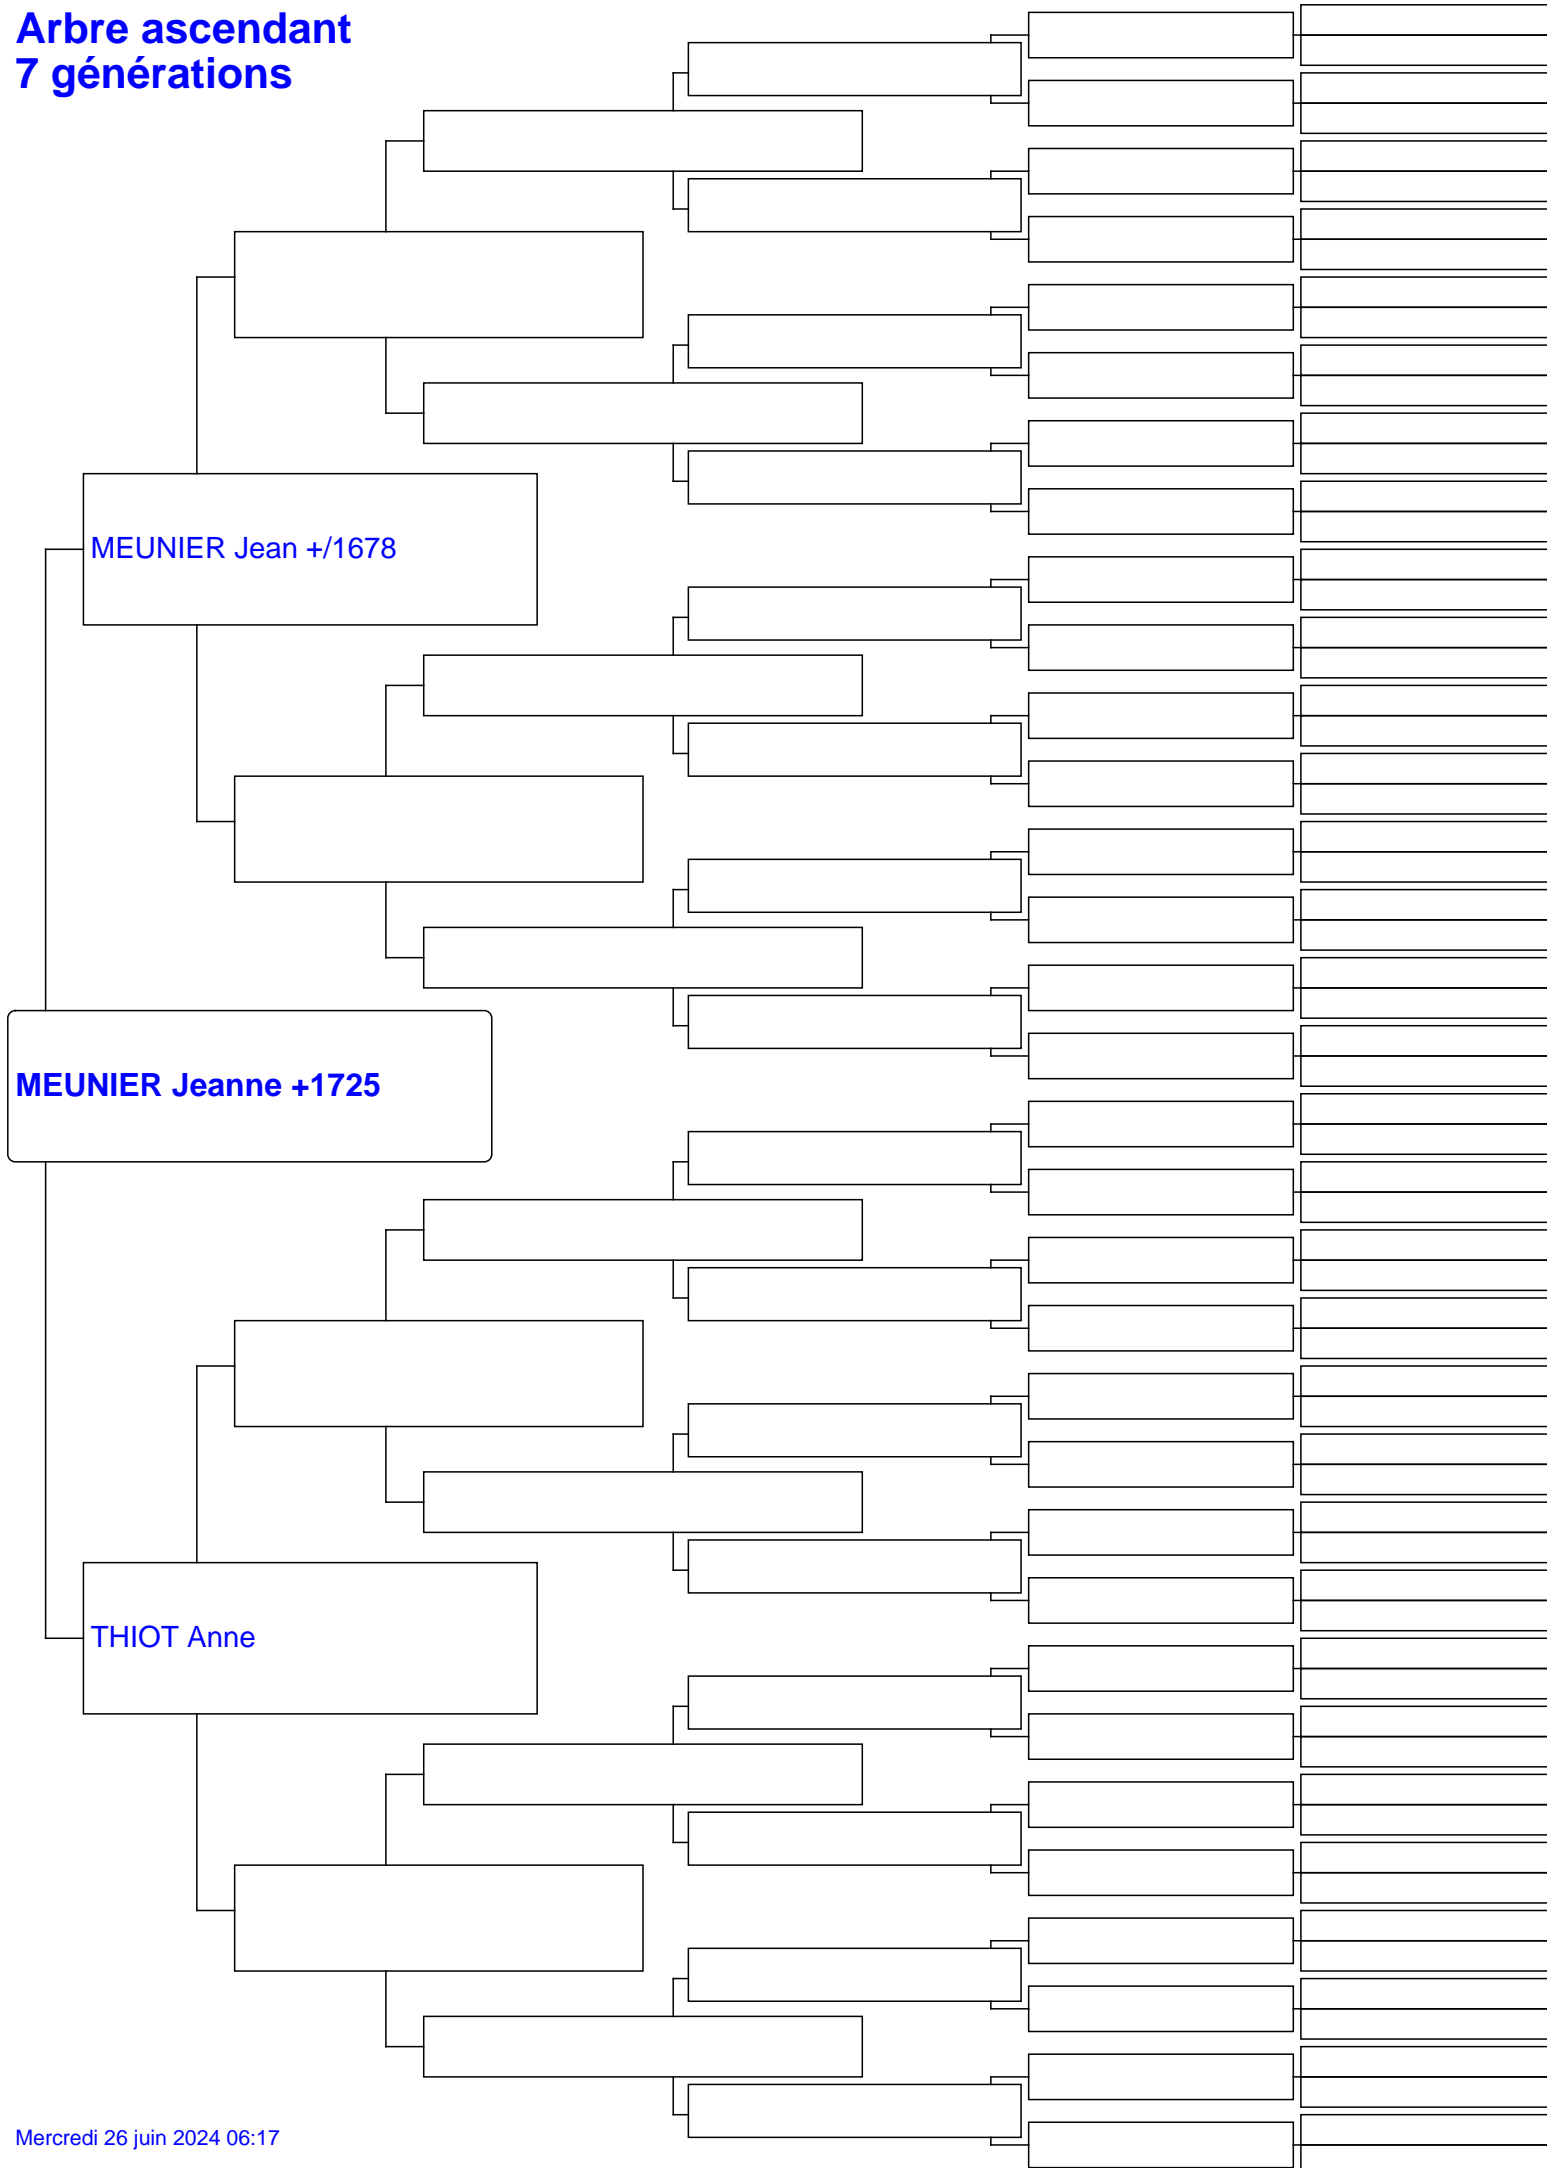 Arbre ascendant
7 générations
MEUNIER Jean +/1678
MEUNIER Jeanne +1725
THIOT Anne
Mercredi 26 juin 2024 06:17